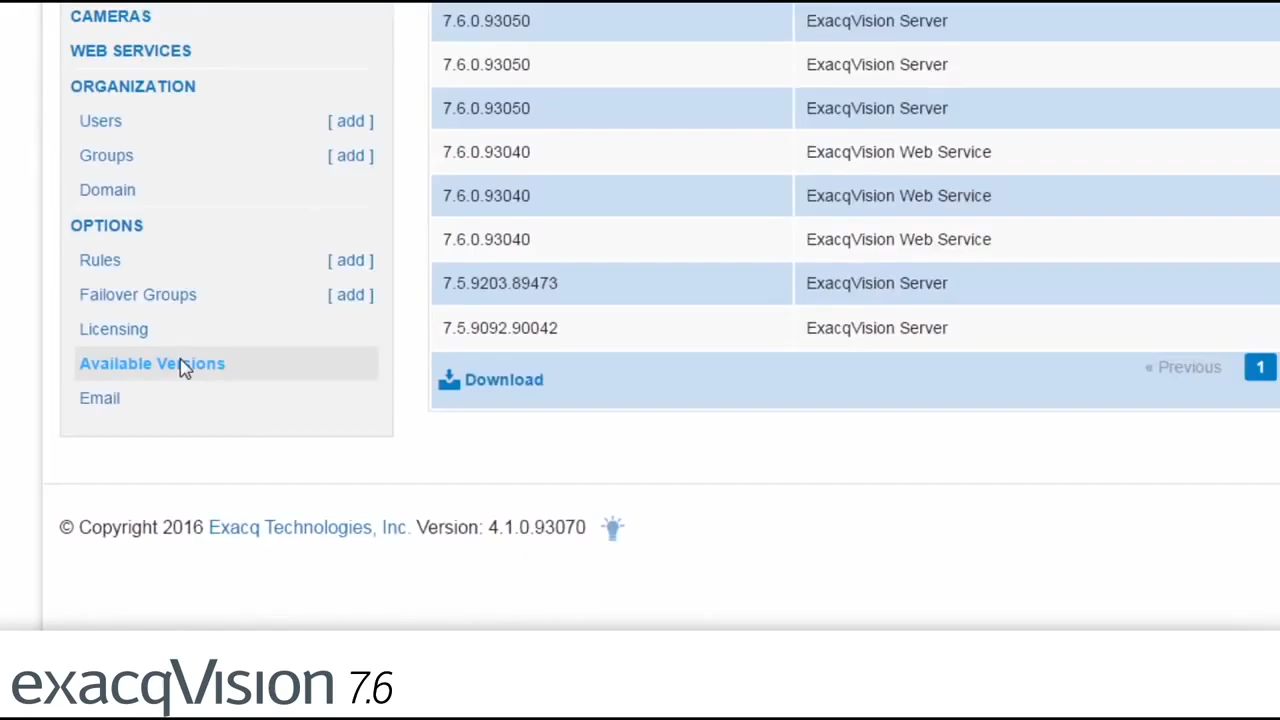 CAMERAS
WEB SERVICES
ORGANIZATION
Users [ add ]
Groups [ add ]
Domain
OPTIONS
Rules [ add ]
Failover Groups [ add ]
Licensing
Available Versions
Email
7.6.0.93050 ExacqVision Server
7.6.0.93050 ExacqVision Server
7.6.0.93050 ExacqVision Server
7.6.0.93040 ExacqVision Web Service
7.6.0.93040 ExacqVision Web Service
7.6.0.93040 ExacqVision Web Service
7.5.9203.89473 ExacqVision Server
7.5.9092.90042 ExacqVision Server
Download « Previous 1
© Copyright 2016 Exacq Technologies, Inc. Version: 4.1.0.93070
exacqVision 7.6